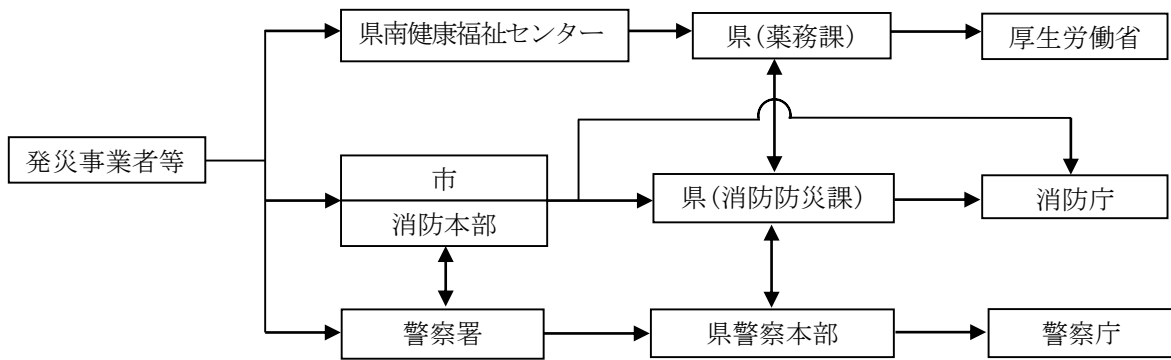 県南健康福祉センター
県(薬務課)
厚生労働省
発災事業者等
市
消防本部
県(消防防災課)
消防庁
警察署
県警察本部
警察庁